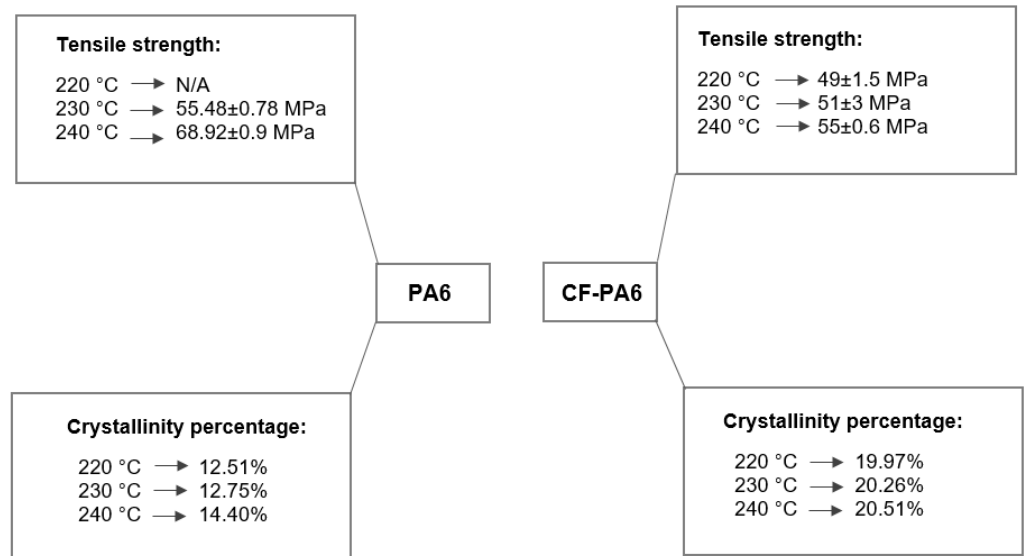 Tensile strength:
220 °C → N/A
230 °C → 55.48±0.78 MPa
240 °C → 68.92±0.9 MPa
Tensile strength:
220 °C → 49±1.5 MPa
230 °C → 51±3 MPa
240 °C → 55±0.6 MPa
PA6
CF-PA6
Crystallinity percentage:
220 °C → 12.51%
230 °C → 12.75%
240 °C → 14.40%
Crystallinity percentage:
220 °C → 19.97%
230 °C → 20.26%
240 °C → 20.51%